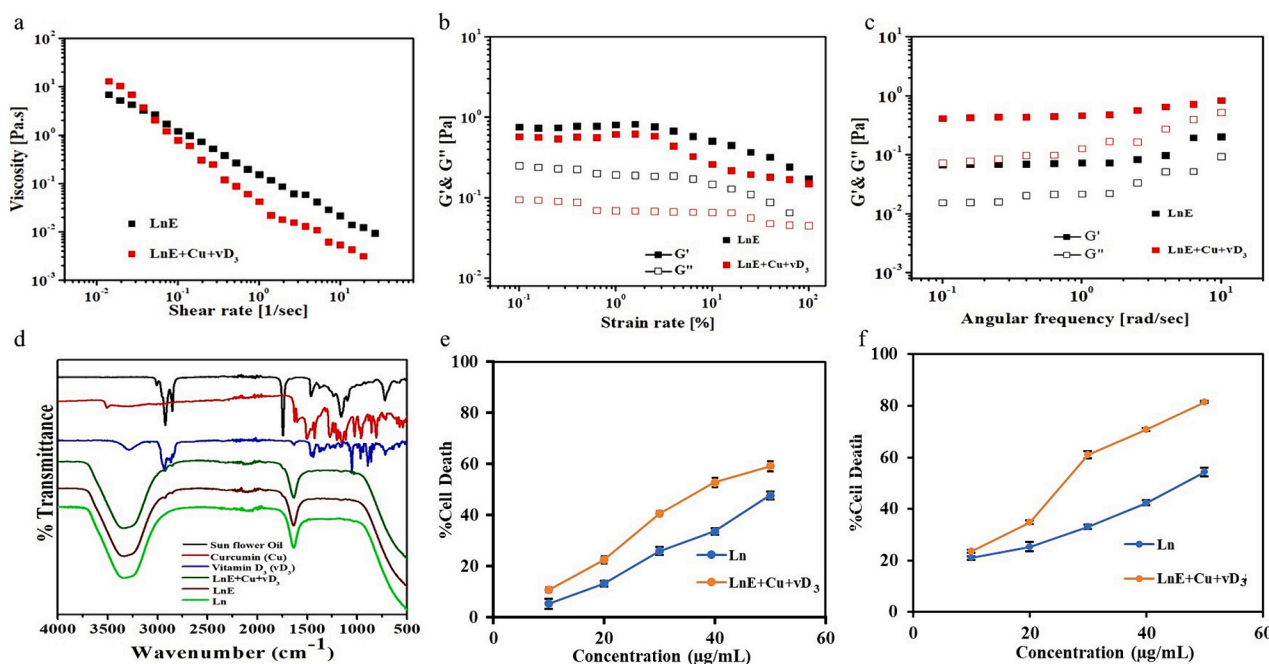 a
Viscosity [Pa.s]
10²
10¹
10⁰
10⁻¹
10⁻²
10⁻³
LnE
LnE+Cu+vD₃
10⁻² 10⁻¹ 10⁰ 10¹
Shear rate [1/sec]
b
G'& G'' [Pa]
10¹
10⁰
10⁻¹
G'
G''
LnE
LnE+Cu+vD₃
10⁻¹ 10⁰ 10¹ 10²
Strain rate [%]
c
G'& G'' [Pa]
10¹
10⁰
10⁻¹
10⁻²
10⁻³
G'
G''
LnE
LnE+Cu+vD₃
10⁻¹ 10⁰ 10¹
Angular frequency [rad/sec]
d
% Transmittance
Sun flower Oil
Curcumin (Cu)
Vitamin D₃ (vD₃)
LnE+Cu+vD₃
LnE
Ln
4000 3500 3000 2500 2000 1500 1000 500
Wavenumber (cm⁻¹)
e
%Cell Death
100
80
60
40
20
0
Ln
LnE+Cu+vD₃
0 20 40 60
Concentration (µg/mL)
f
%Cell Death
100
80
60
40
20
0
Ln
LnE+Cu+vD₃
0 20 40 60
Concentration (µg/mL)